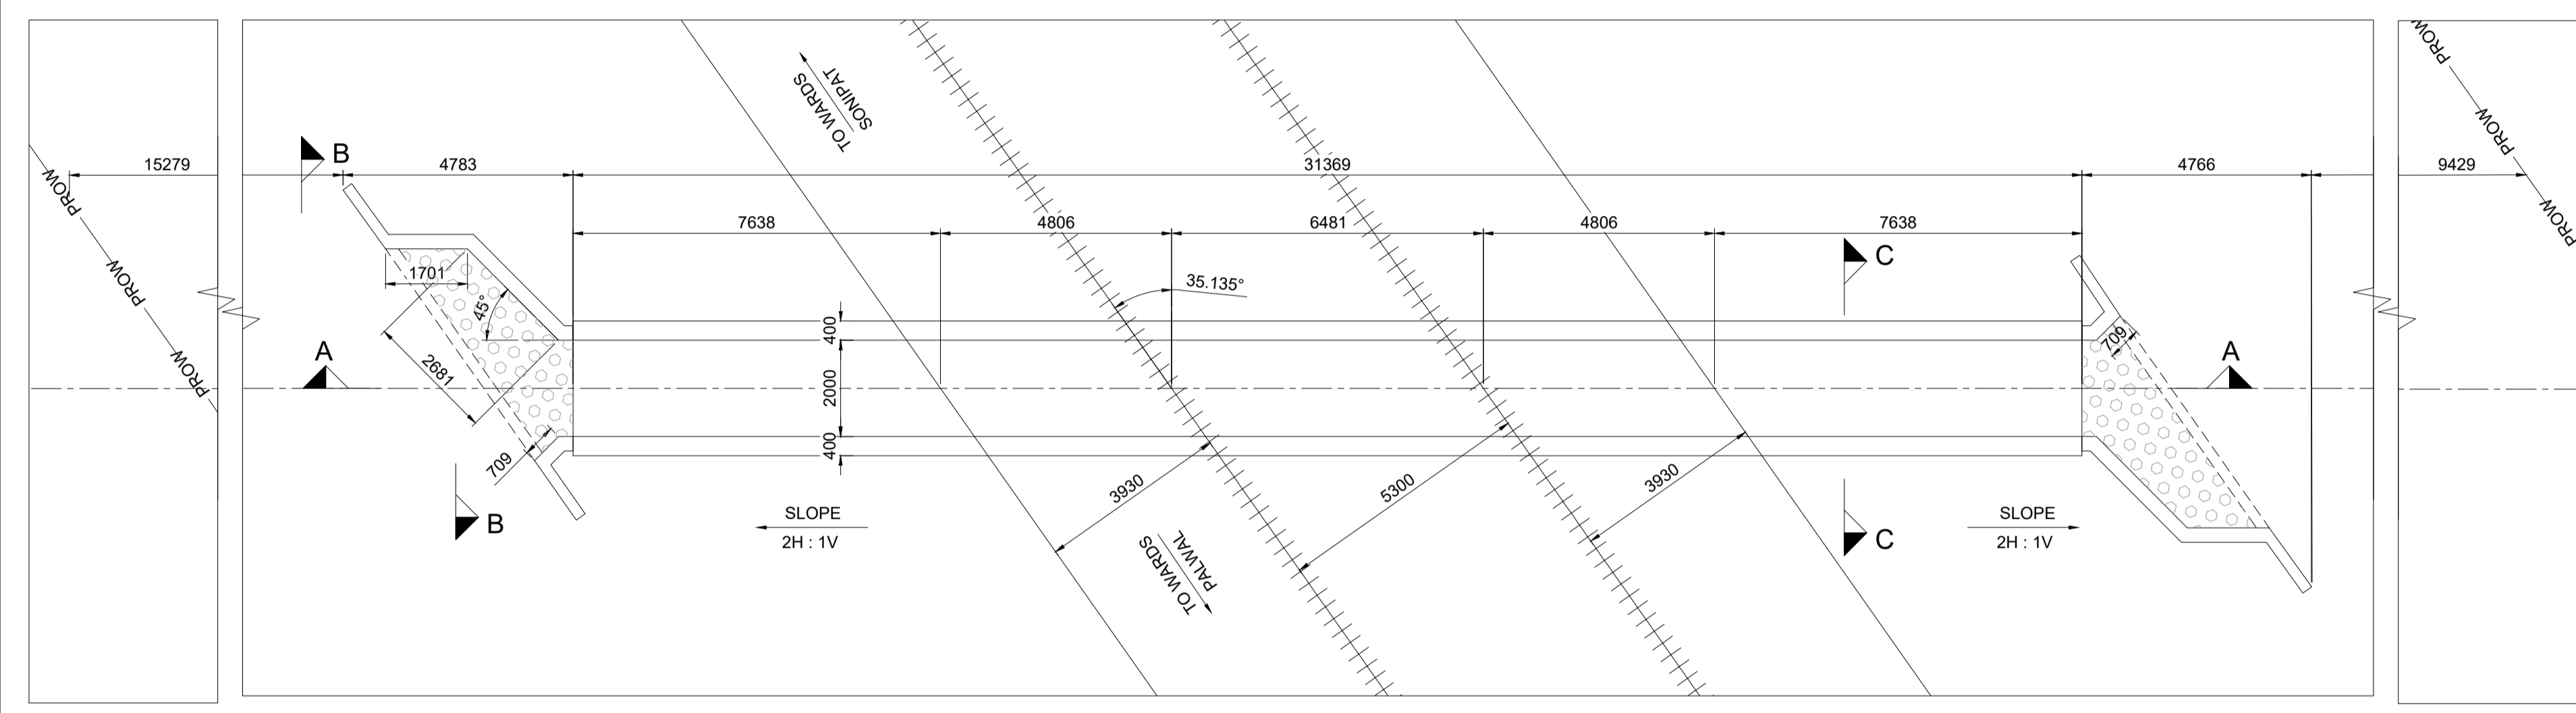 PROW
PROW
PROW
PROW
15279
B
4783
31369
4766
9429
TO WARDS
SONIPAT
7638
4806
6481
4806
7638
C
PROW
PROW
PROW
PROW
1701
45°
35.135°
A
2681
400
2000
400
709
A
709
B
3930
5300
3930
SLOPE
2H : 1V
TO WARDS
PALWAL
C
SLOPE
2H : 1V